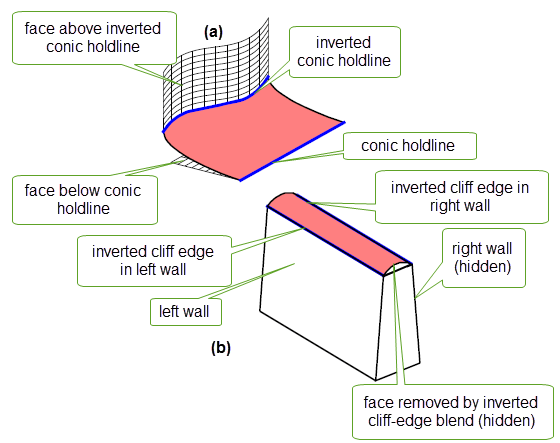 face above inverted
conic holdline
(a)
inverted
conic holdline
conic holdline
face below conic
holdline
inverted cliff edge in
right wall
inverted cliff edge
in left wall
right wall
(hidden)
left wall
(b)
face removed by inverted
cliff-edge blend (hidden)